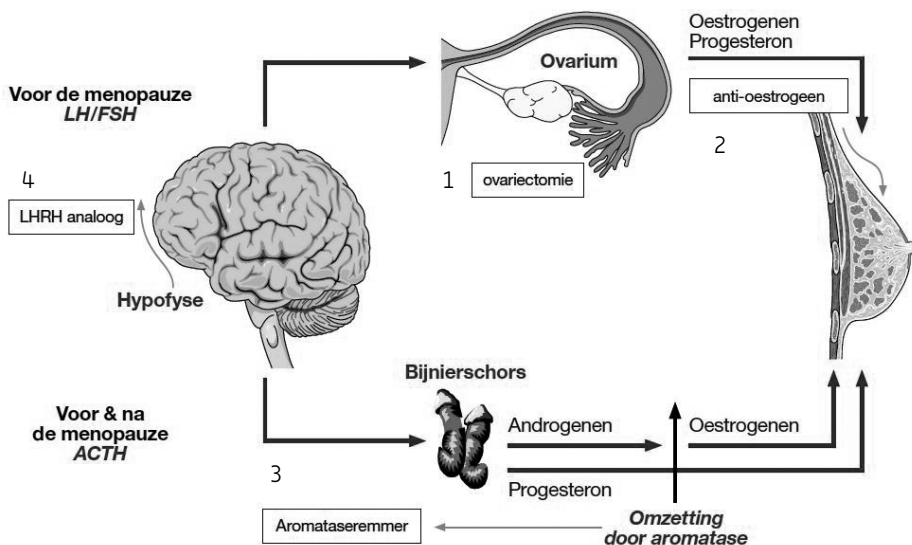 Oestrogenen
Progesteron
Ovarium
Voor de menopauze
LH/FSH
anti-oestrogeen
2
4
1
ovariectomie
LHRH analoog
Hypofyse
Bijnierschors
Voor & na
de menopauze
ACTH
Androgenen
Oestrogenen
3
Progesteron
Aromataseremmer
Omzetting
door aromatase